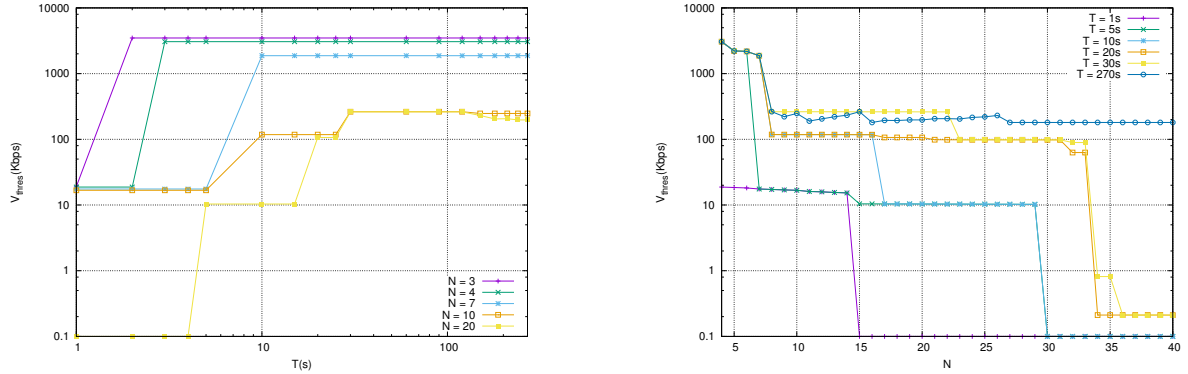 10000
1000
100
10
1
0.1
V_thres(Kbps)
1
10
100
T(s)
N = 3
N = 4
N = 7
N = 10
N = 20
10000
1000
100
10
1
0.1
V_thres(Kbps)
5
10
15
20
25
30
35
40
N
T = 1s
T = 5s
T = 10s
T = 20s
T = 30s
T = 270s